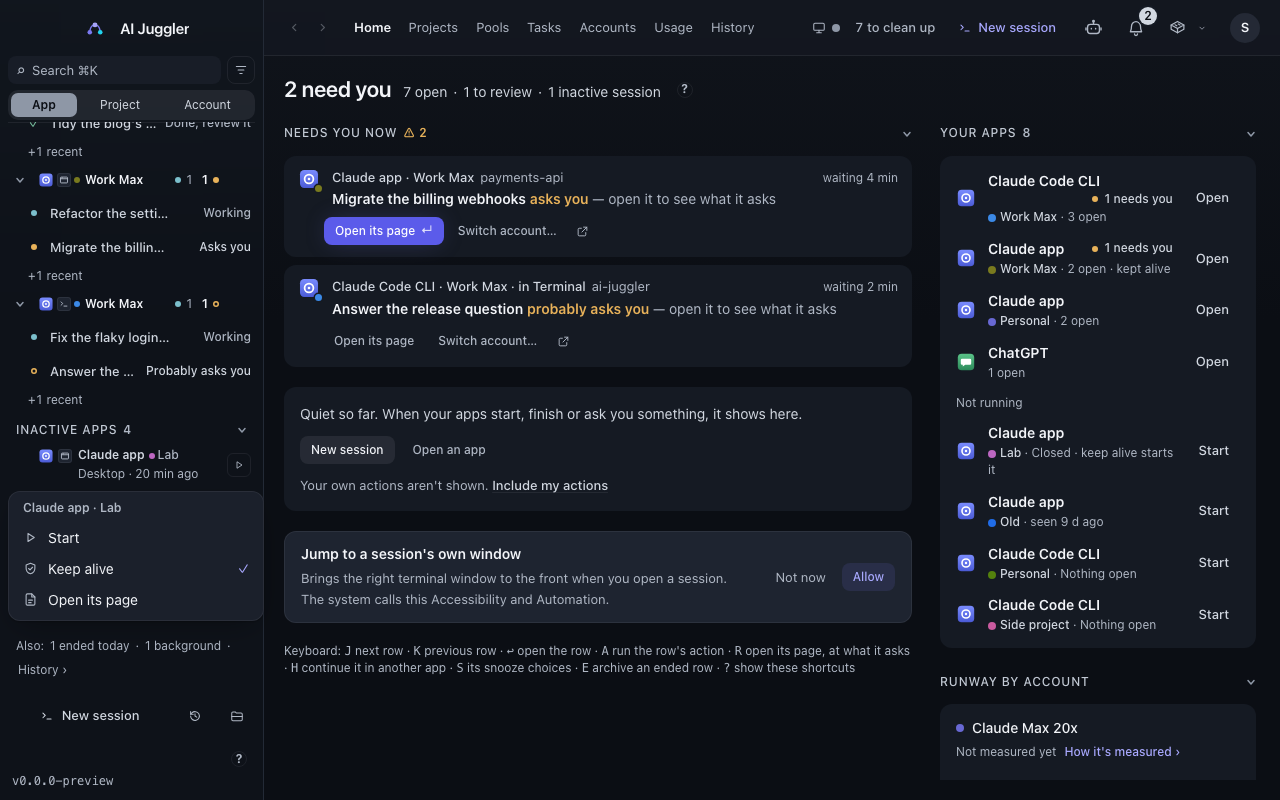 AI Juggler
Search ⌘K
App
Project
Account
Tidy the blog's ...
Done, review it
+1 recent
Work Max
1
1
Refactor the setti...
Working
Migrate the billin...
Asks you
+1 recent
Work Max
1
1
Fix the flaky login...
Working
Answer the ...
Probably asks you
+1 recent
INACTIVE APPS 4
Claude app
Lab
Desktop · 20 min ago
Claude app · Lab
Start
Keep alive
Open its page
Also: 1 ended today · 1 background ·
History ›
New session
?
v0.0.0-preview
Home
Projects
Pools
Tasks
Accounts
Usage
History
7 to clean up
New session
2
S
2 need you
7 open · 1 to review · 1 inactive session
?
NEEDS YOU NOW
2
Claude app · Work Max payments-api
waiting 4 min
Migrate the billing webhooks asks you — open it to see what it asks
Open its page ↵
Switch account...
Claude Code CLI · Work Max · in Terminal ai-juggler
waiting 2 min
Answer the release question probably asks you — open it to see what it asks
Open its page
Switch account...
Quiet so far. When your apps start, finish or ask you something, it shows here.
New session
Open an app
Your own actions aren't shown. Include my actions
Jump to a session's own window
Brings the right terminal window to the front when you open a session.
The system calls this Accessibility and Automation.
Not now
Allow
Keyboard: J next row · K previous row · ↩ open the row · A run the row's action · R open its page, at what it asks
· H continue it in another app · S its snooze choices · E archive an ended row · ? show these shortcuts
YOUR APPS 8
Claude Code CLI
1 needs you
Work Max · 3 open
Open
Claude app
1 needs you
Work Max · 2 open · kept alive
Open
Claude app
Personal · 2 open
Open
ChatGPT
1 open
Open
Not running
Claude app
Lab · Closed · keep alive starts
it
Start
Claude app
Old · seen 9 d ago
Start
Claude Code CLI
Personal · Nothing open
Start
Claude Code CLI
Side project · Nothing open
Start
RUNWAY BY ACCOUNT
Claude Max 20x
Not measured yet How it's measured ›